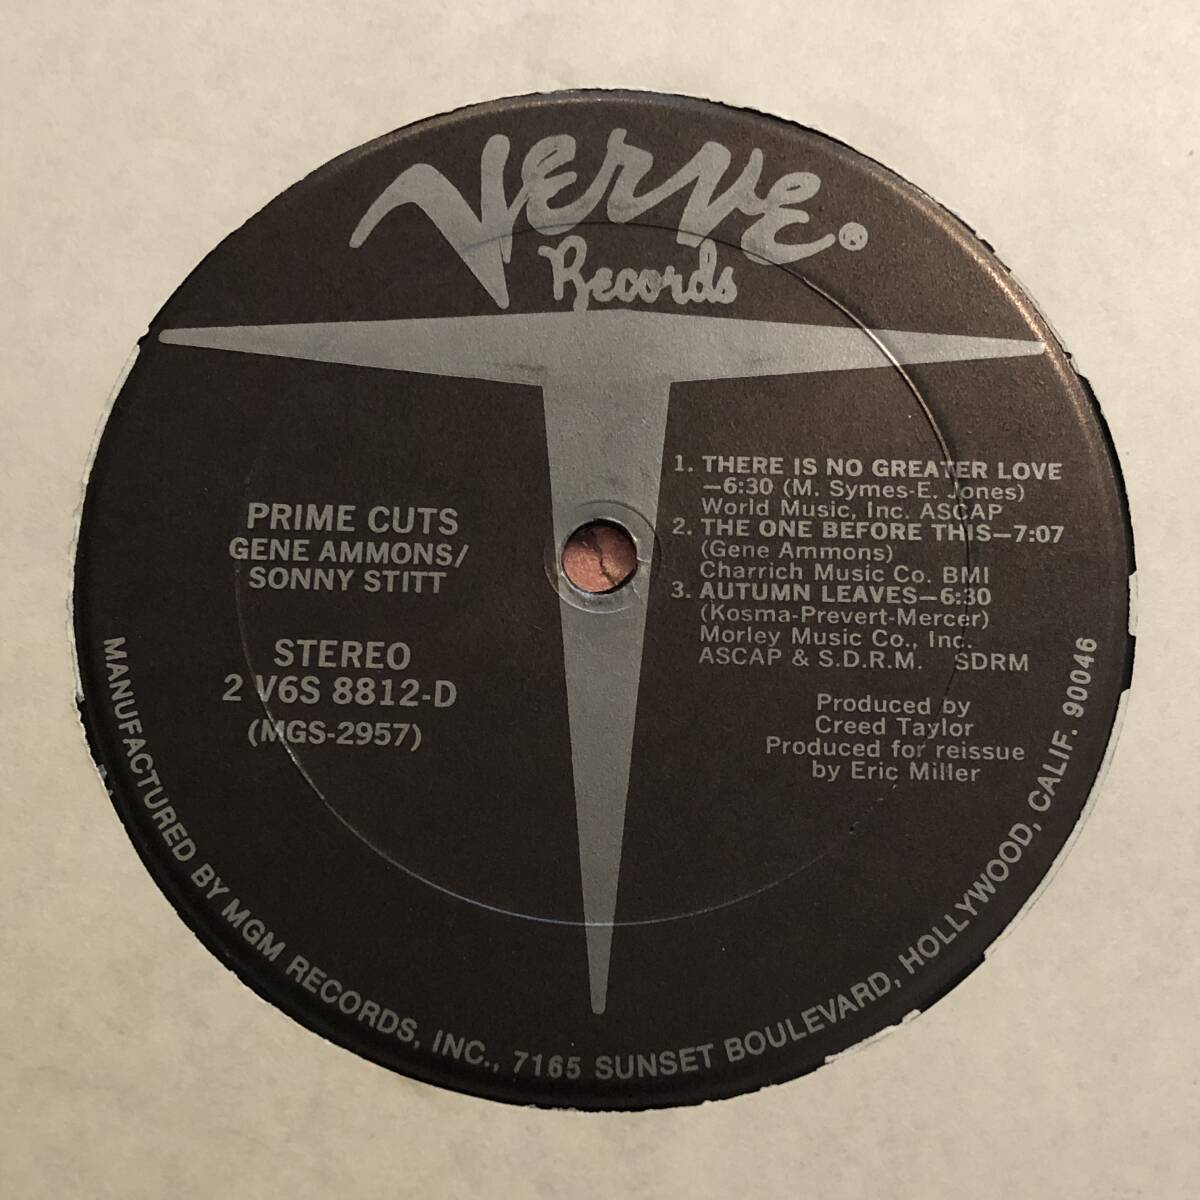 Verve®
Records
PRIME CUTS
GENE AMMONS/
SONNY STITT
STEREO
2 V6S 8812-D
(MGS-2957)
1. THERE IS NO GREATER LOVE
—6:30 (M. Symes-E. Jones)
World Music, Inc. ASCAP
2. THE ONE BEFORE THIS—7:07
(Gene Ammons)
Charrich Music Co. BMI
3. AUTUMN LEAVES—6:30
(Kosma-Prevert-Mercer)
Morley Music Co., Inc.
ASCAP & S.D.R.M. SDRM
Produced by
Creed Taylor
Produced for reissue
by Eric Miller
MANUFACTURED BY MGM RECORDS, INC., 7165 SUNSET BOULEVARD, HOLLYWOOD, CALIF. 90046